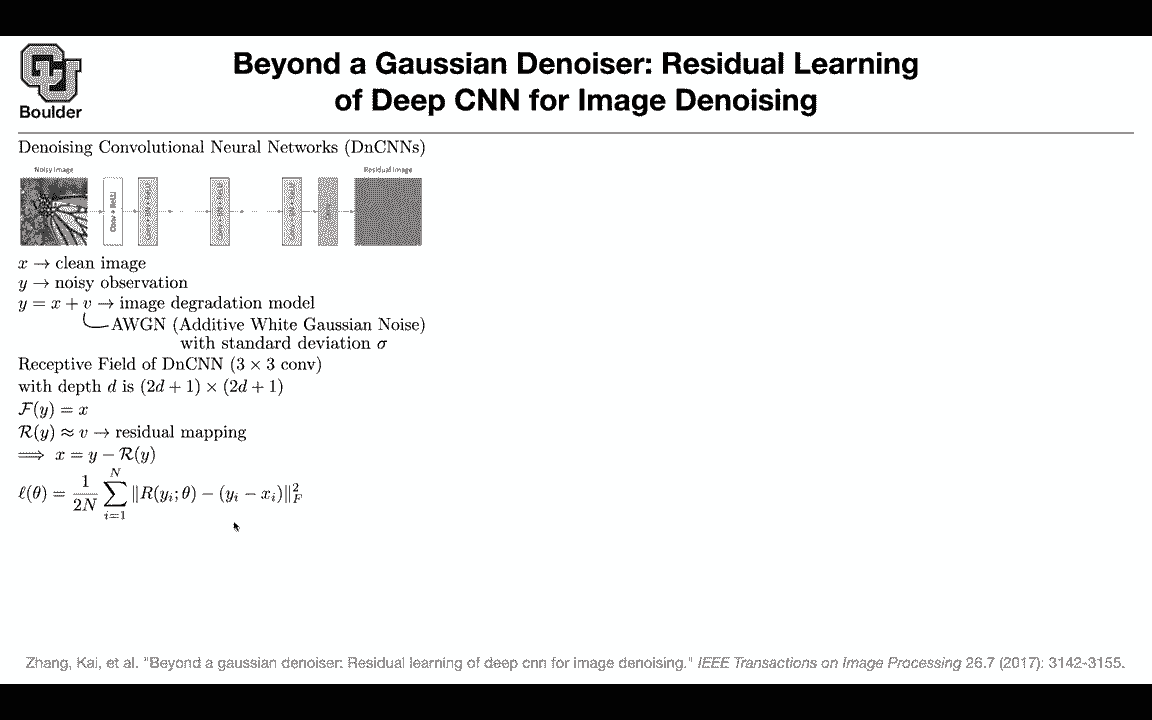 Boulder
Beyond a Gaussian Denoiser: Residual Learning
of Deep CNN for Image Denoising
Denoising Convolutional Neural Networks (DnCNNs)
Noisy Image
Residual Image
Conv + ReLU
x → clean image
y → noisy observation
y = x + v → image degradation model
AWGN (Additive White Gaussian Noise)
with standard deviation σ
Receptive Field of DnCNN (3 × 3 conv)
with depth d is (2d + 1) × (2d + 1)
𝓕(y) = x
𝓡(y) ≈ v → residual mapping
⟹ x = y − 𝓡(y)
ℓ(θ) = 1/2N ∑_{i=1}^{N} ‖R(y_i; θ) − (y_i − x_i)‖_F^2
Zhang, Kai, et al. "Beyond a gaussian denoiser: Residual learning of deep cnn for image denoising." IEEE Transactions on Image Processing 26.7 (2017): 3142-3155.